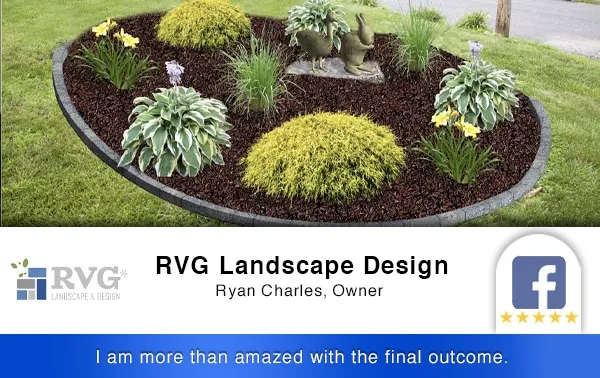 RVG Landscape Design
RVG
LANDSCAPE & DESIGN
Ryan Charles, Owner
f
I am more than amazed with the final outcome.